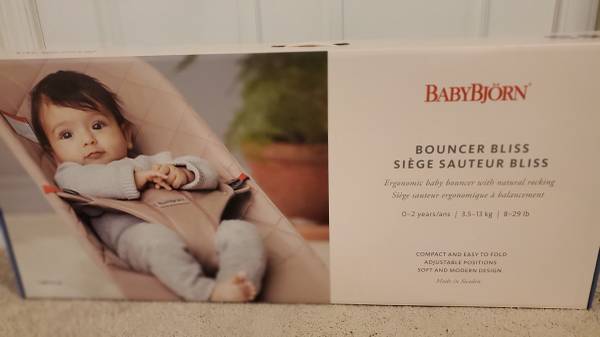 BABYBJÖRN
BOUNCER BLISS
SIÈGE SAUTEUR BLISS
Ergonomic baby bouncer with natural rocking
Siège sauteur ergonomique à balancement
0–2 years/ans | 3.5–13 kg | 8–29 lb
COMPACT AND EASY TO FOLD
ADJUSTABLE POSITIONS
SOFT AND MODERN DESIGN
Made in Sweden